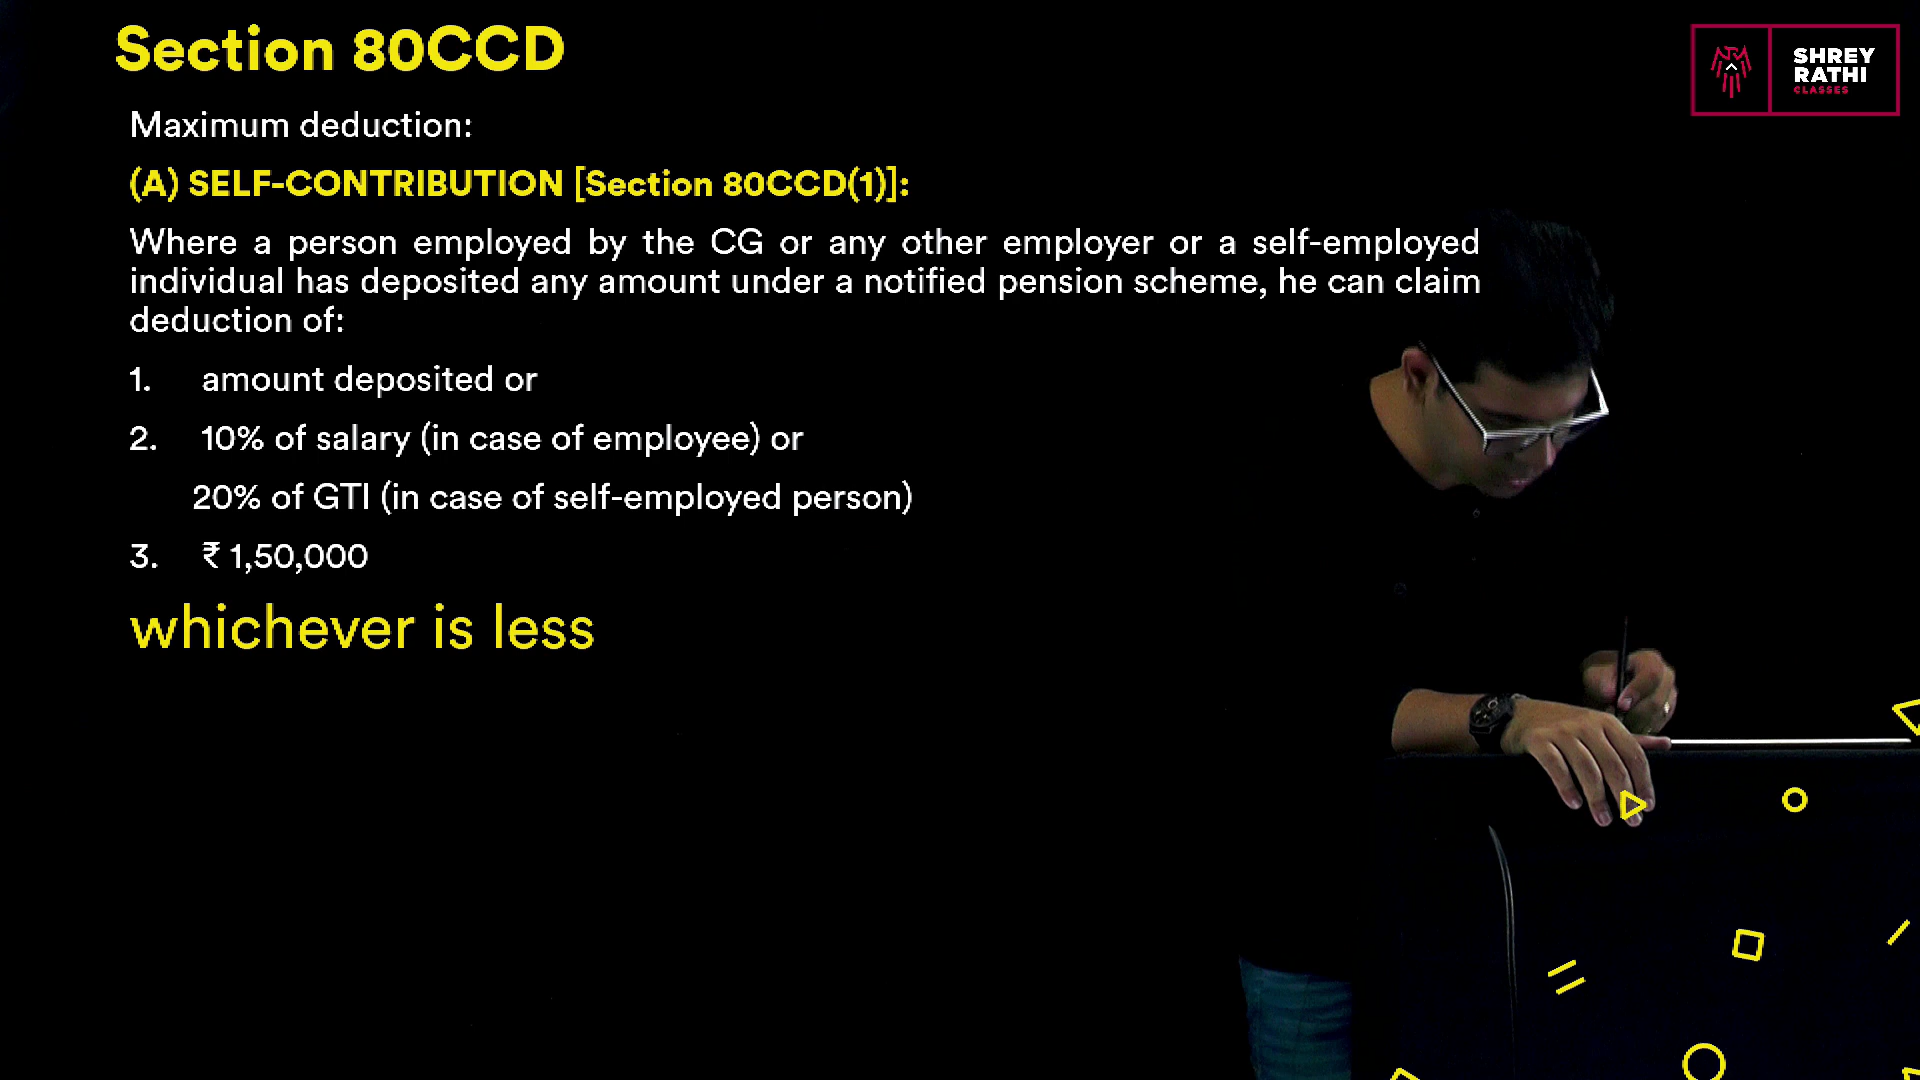 Section 80CCD
SHREY
RATHI
CLASSES
Maximum deduction:
(A) SELF-CONTRIBUTION [Section 80CCD(1)]:
Where a person employed by the CG or any other employer or a self-employed
individual has deposited any amount under a notified pension scheme, he can claim
deduction of:
1. amount deposited or
2. 10% of salary (in case of employee) or
20% of GTI (in case of self-employed person)
3. ₹ 1,50,000
whichever is less